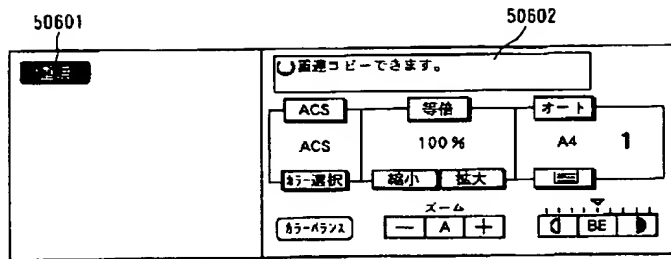 50601
50602
重連コピーできます。
ACS
等倍
オート
ACS
100%
A4
1
カラー選択
縮小
拡大
ズーム
カラーバランス
—
A
+
BE